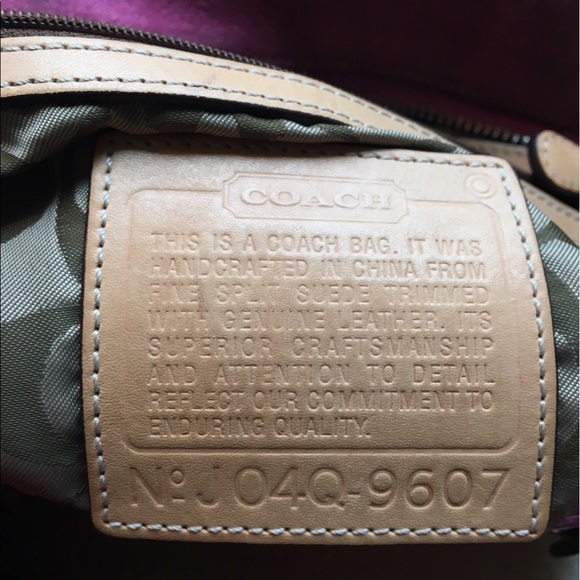 COACH
THIS IS A COACH BAG. IT WAS
HANDCRAFTED IN CHINA FROM
FINE SPLIT SUEDE TRIMMED
WITH GENUINE LEATHER. ITS
SUPERIOR CRAFTSMANSHIP
AND ATTENTION TO DETAIL
REFLECT OUR COMMITMENT TO
ENDURING QUALITY.
Nº J04Q-9607